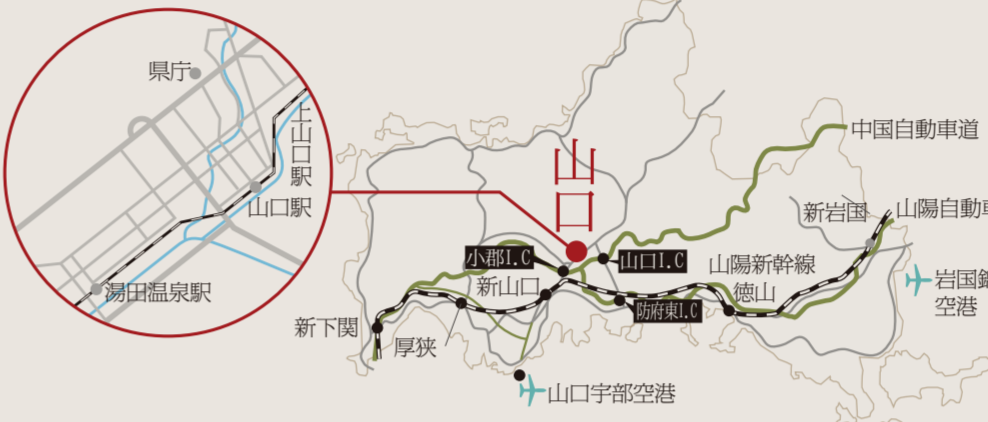 県庁
上山口駅
山口駅
湯田温泉駅
山口
中国自動車道
新岩国
山陽自動
小郡I.C
山口I.C
山陽新幹線
新山口
徳山
岩国
空港
防府東I.C
新下関
厚狭
山口宇部空港